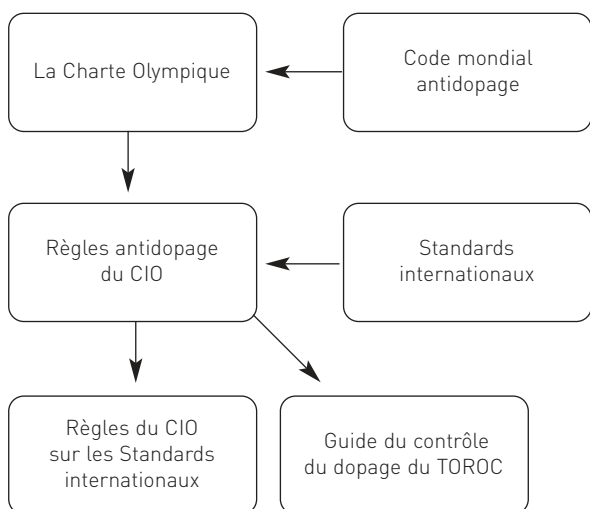 La Charte Olympique
Code mondial
antidopage
Règles antidopage
du CIO
Standards
internationaux
Règles du CIO
sur les Standards
internationaux
Guide du contrôle
du dopage du TOROC